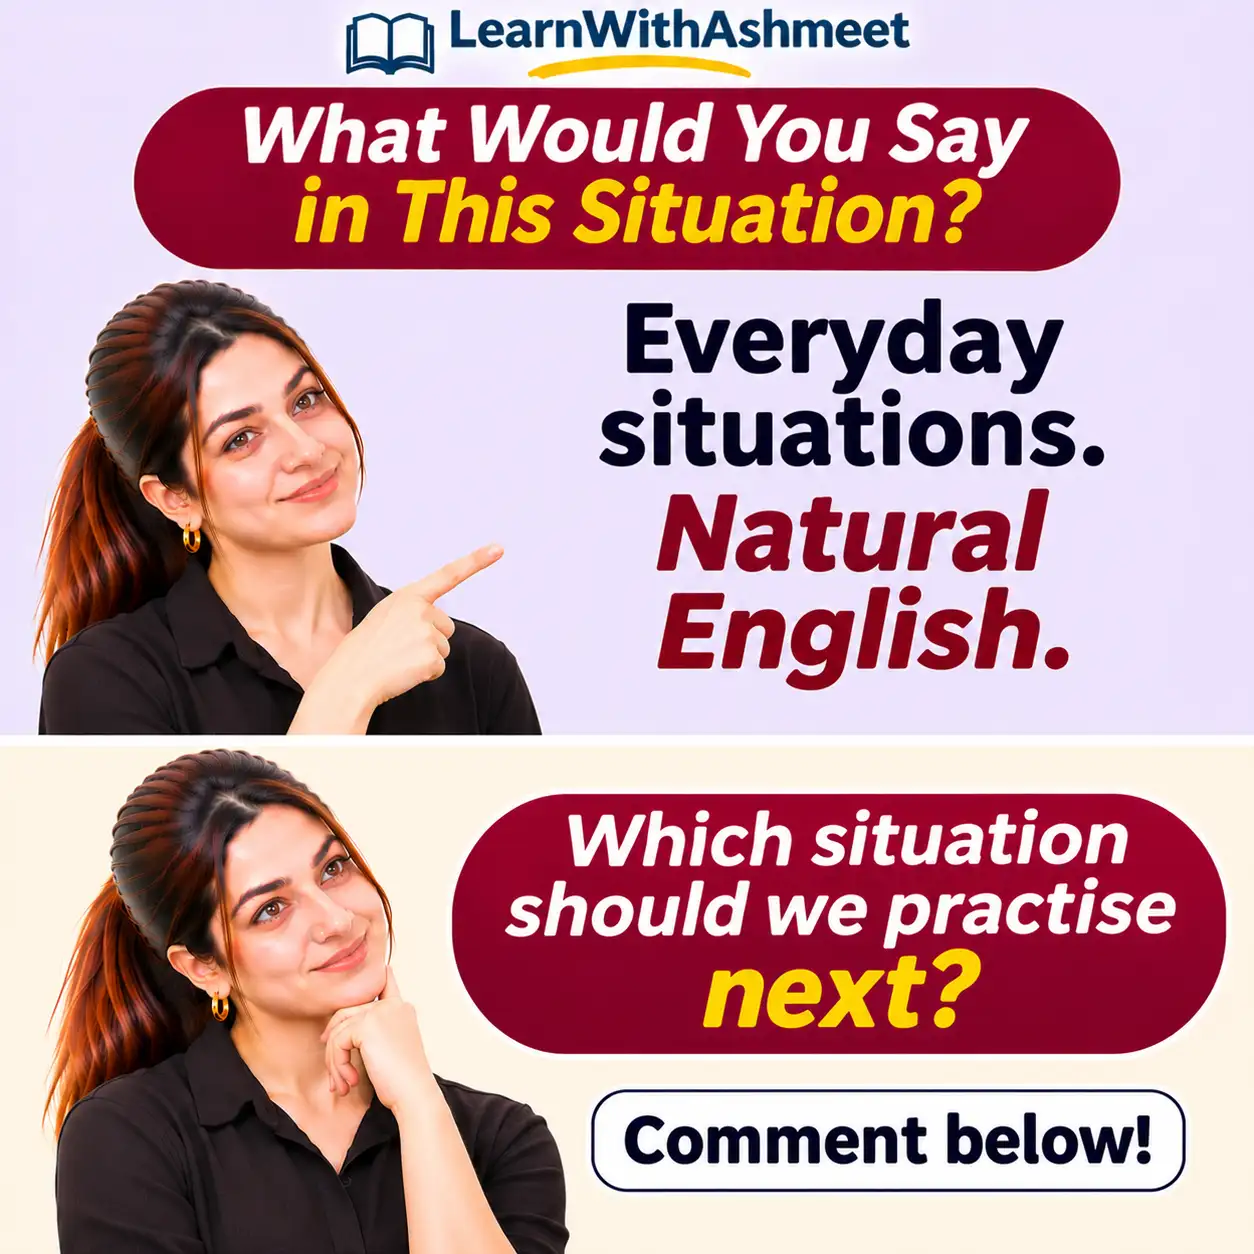 LearnWithAshmeet
What Would You Say
in This Situation?
Everyday
situations.
Natural
English.
Which situation
should we practise
next?
Comment below!